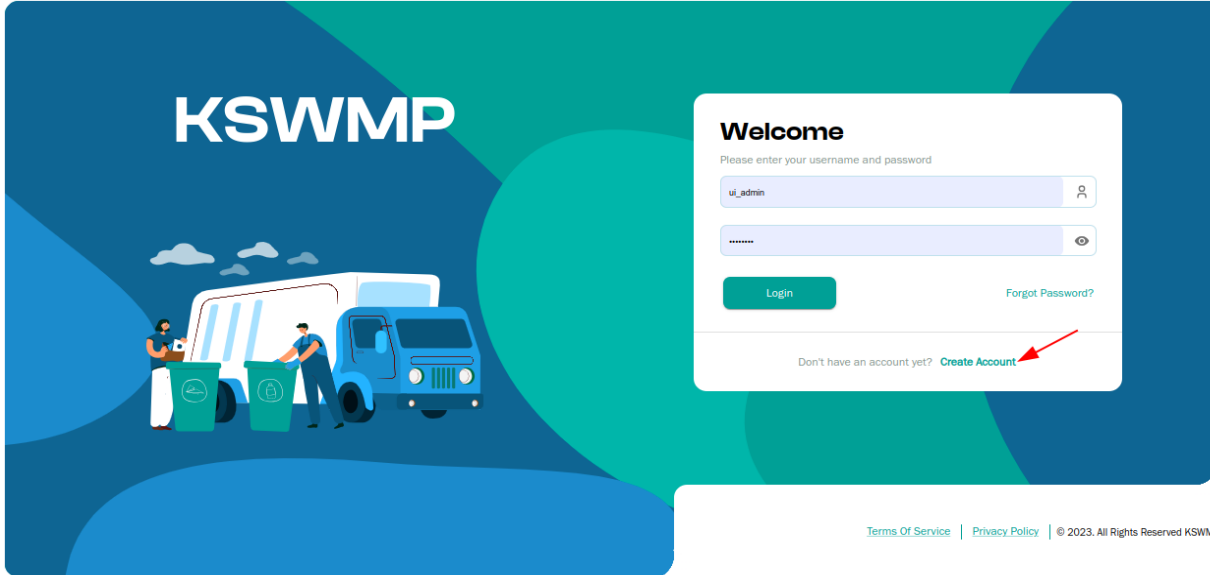 KSWMP
Welcome
Please enter your username and password
ui_admin
••••••••
Login
Forgot Password?
Don't have an account yet? Create Account
Terms Of Service | Privacy Policy | © 2023. All Rights Reserved KSWM